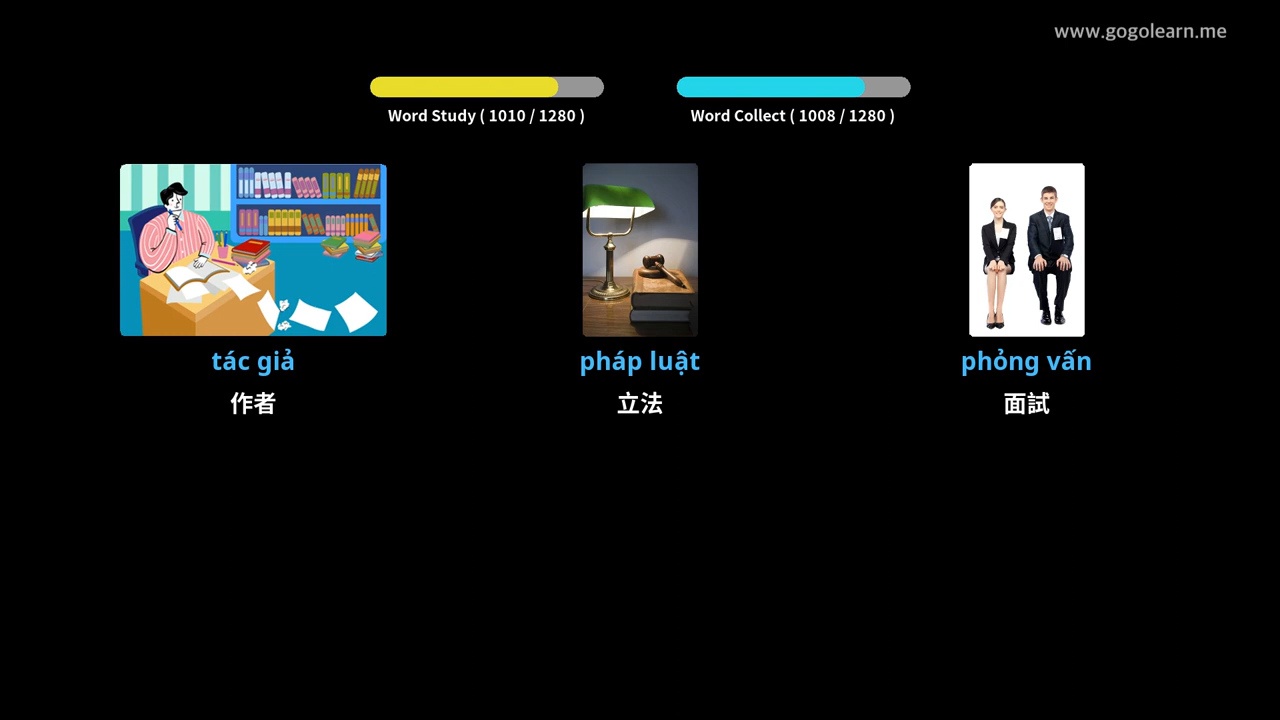 www.gogolearn.me
Word Study ( 1010 / 1280 )
Word Collect ( 1008 / 1280 )
tác giả
pháp luật
phỏng vấn
作者
立法
面試